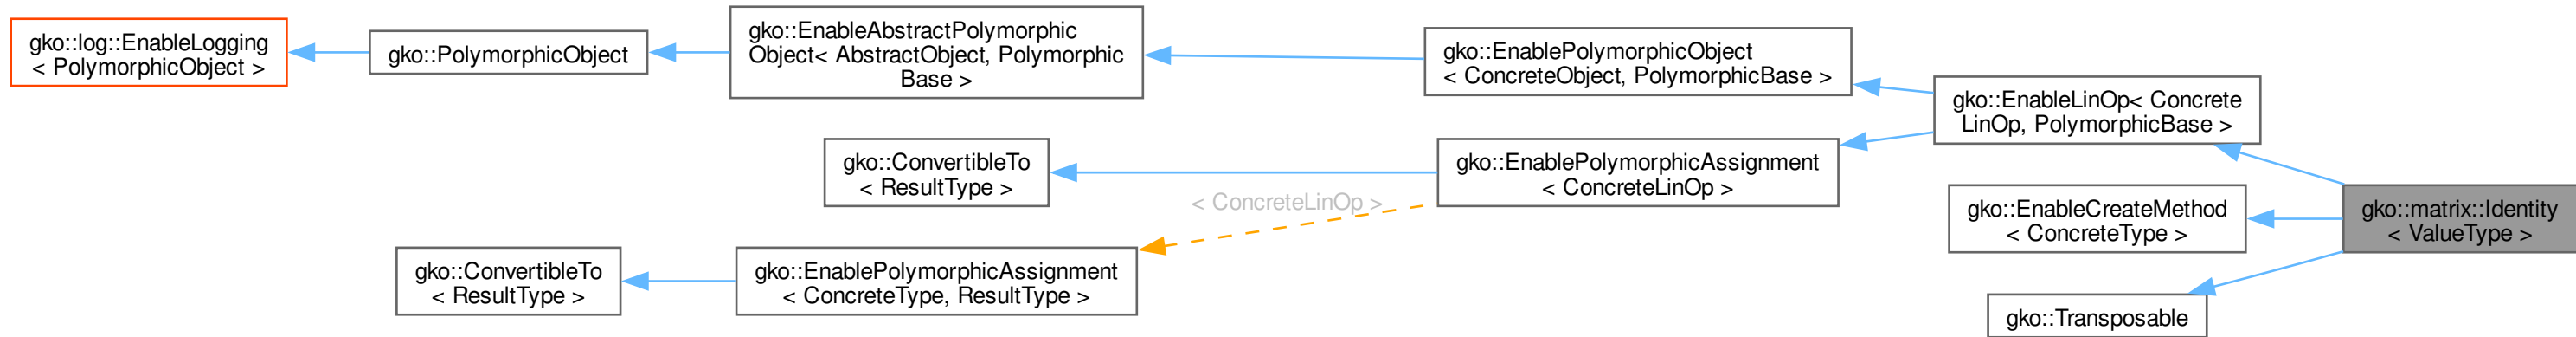 gko::log::EnableLogging
< PolymorphicObject >
gko::PolymorphicObject
gko::EnableAbstractPolymorphic
Object< AbstractObject, Polymorphic
Base >
gko::EnablePolymorphicObject
< ConcreteObject, PolymorphicBase >
gko::EnableLinOp< Concrete
LinOp, PolymorphicBase >
gko::ConvertibleTo
< ResultType >
gko::EnablePolymorphicAssignment
< ConcreteLinOp >
< ConcreteLinOp >
gko::EnableCreateMethod
< ConcreteType >
gko::matrix::Identity
< ValueType >
gko::ConvertibleTo
< ResultType >
gko::EnablePolymorphicAssignment
< ConcreteType, ResultType >
gko::Transposable